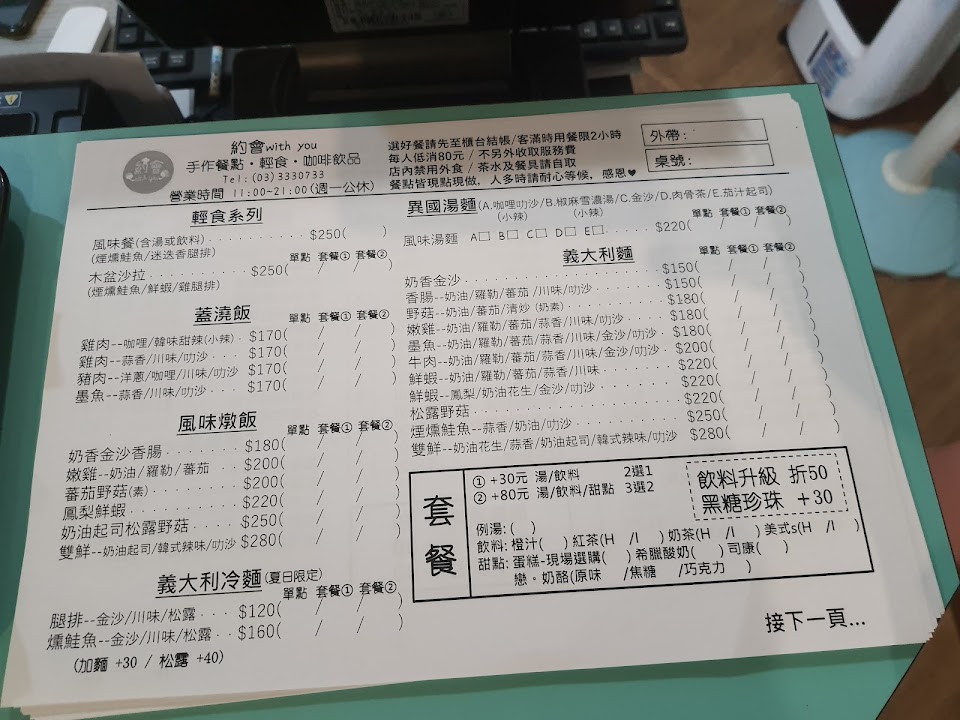 約會with you
手作餐點・輕食・咖啡飲品
Tel:(03)3330733
營業時間 11:00-21:00(週一公休)
選好餐請先至櫃台結帳/客滿時用餐限2小時
每人低消80元 / 不另外收取服務費
店內禁用外食 / 茶水及餐具請自取
餐點皆現點現做，人多時請耐心等候，感恩♥
外帶:
桌號:
輕食系列
風味餐(含湯或飲料)·········$250( )
(煙燻鮭魚/迷迭香腿排)
單點 套餐① 套餐②
木盆沙拉··········$250( / / )
(煙燻鮭魚/鮮蝦/雞腿排)
蓋澆飯
單點 套餐① 套餐②
雞肉--咖哩/韓味甜辣(小辣)· $170( / / )
雞肉--蒜香/川味/叻沙··· $170( / / )
豬肉--洋蔥/咖哩/川味/叻沙 $170( / / )
墨魚--蒜香/川味/叻沙···· $170( / / )
風味燉飯
單點 套餐① 套餐②
奶香金沙香腸········$180( / / )
嫩雞--奶油/羅勒/蕃茄 ··$200( / / )
蕃茄野菇(素)·········$200( / / )
鳳梨鮮蝦··········$220( / / )
奶油起司松露野菇····$250( / / )
雙鮮--奶油起司/韓式辣味/叻沙 $280( / / )
義大利冷麵(夏日限定)
單點 套餐① 套餐②
腿排--金沙/川味/松露··· $120( / / )
燻鮭魚--金沙/川味/松露·· $160( / / )
(加麵 +30 / 松露 +40)
異國湯麵(A.咖哩叻沙/B.椒麻雪濃湯/C.金沙/D.肉骨茶/E.茄汁起司)
(小辣) (小辣)
單點 套餐① 套餐②
風味湯麵 A□ B□ C□ D□ E□······$220( / / )
義大利麵
單點 套餐① 套餐②
奶香金沙··················$150( / / )
香腸--奶油/羅勒/蕃茄/川味/叻沙·····$150( / / )
野菇--奶油/蕃茄/清炒(奶素)·······$180( / / )
嫩雞--奶油/羅勒/蕃茄/蒜香/川味/叻沙··$180( / / )
墨魚--奶油/羅勒/蕃茄/蒜香/川味/金沙/叻沙·$180( / / )
牛肉--奶油/羅勒/蕃茄/蒜香/川味/金沙/叻沙·$200( / / )
鮮蝦--奶油/羅勒/蕃茄/蒜香/川味······$220( / / )
鮮蝦--鳳梨/奶油花生/金沙/叻沙······$220( / / )
松露野菇················$220( / / )
煙燻鮭魚--蒜香/奶油/叻沙········$250( / / )
雙鮮--奶油花生/蒜香/奶油起司/韓式辣味/叻沙 $280( / / )
套餐
① +30元 湯/飲料 2選1
② +80元 湯/飲料/甜點 3選2
飲料升級 折50
黑糖珍珠 +30
例湯:( )
飲料: 橙汁( ) 紅茶(H /I ) 奶茶(H /I ) 美式s(H /I )
甜點: 蛋糕-現場選購( ) 希臘酸奶( ) 司康( )
戀。奶酪(原味 /焦糖 /巧克力 )
接下一頁...